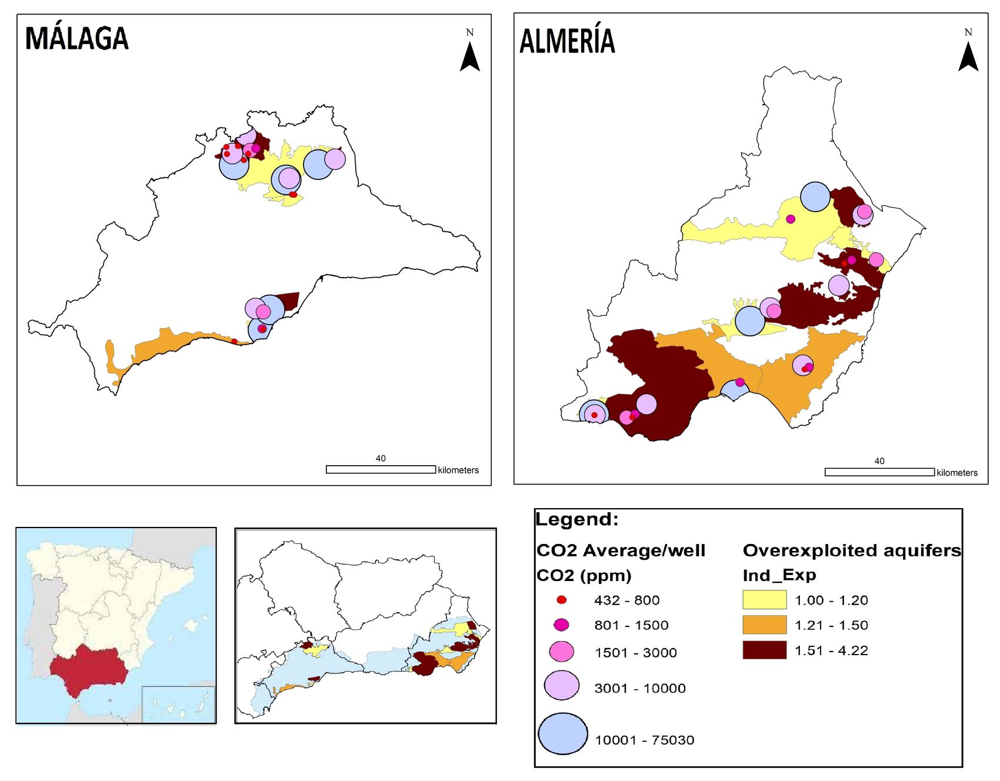 MÁLAGA
N
40
kilometers
ALMERÍA
N
40
kilometers
Legend:
CO2 Average/well
CO2 (ppm)
432 - 800
801 - 1500
1501 - 3000
3001 - 10000
10001 - 75030
Overexploited aquifers
Ind_Exp
1.00 - 1.20
1.21 - 1.50
1.51 - 4.22